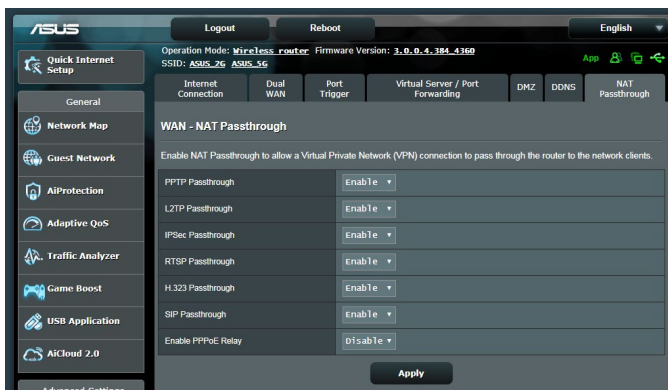 ASUS
Logout
Reboot
English
Quick Internet
Setup
Operation Mode: Wireless router Firmware Version: 3.0.0.4.384_4360
SSID: ASUS_2G ASUS_5G
App
General
Network Map
Guest Network
AiProtection
Adaptive QoS
Traffic Analyzer
Game Boost
USB Application
AiCloud 2.0
Advanced Settings
Internet
Connection
Dual
WAN
Port
Trigger
Virtual Server / Port
Forwarding
DMZ
DDNS
NAT
Passthrough
WAN - NAT Passthrough
Enable NAT Passthrough to allow a Virtual Private Network (VPN) connection to pass through the router to the network clients.
PPTP Passthrough Enable
L2TP Passthrough Enable
IPSec Passthrough Enable
RTSP Passthrough Enable
H.323 Passthrough Enable
SIP Passthrough Enable
Enable PPPoE Relay Disable
Apply